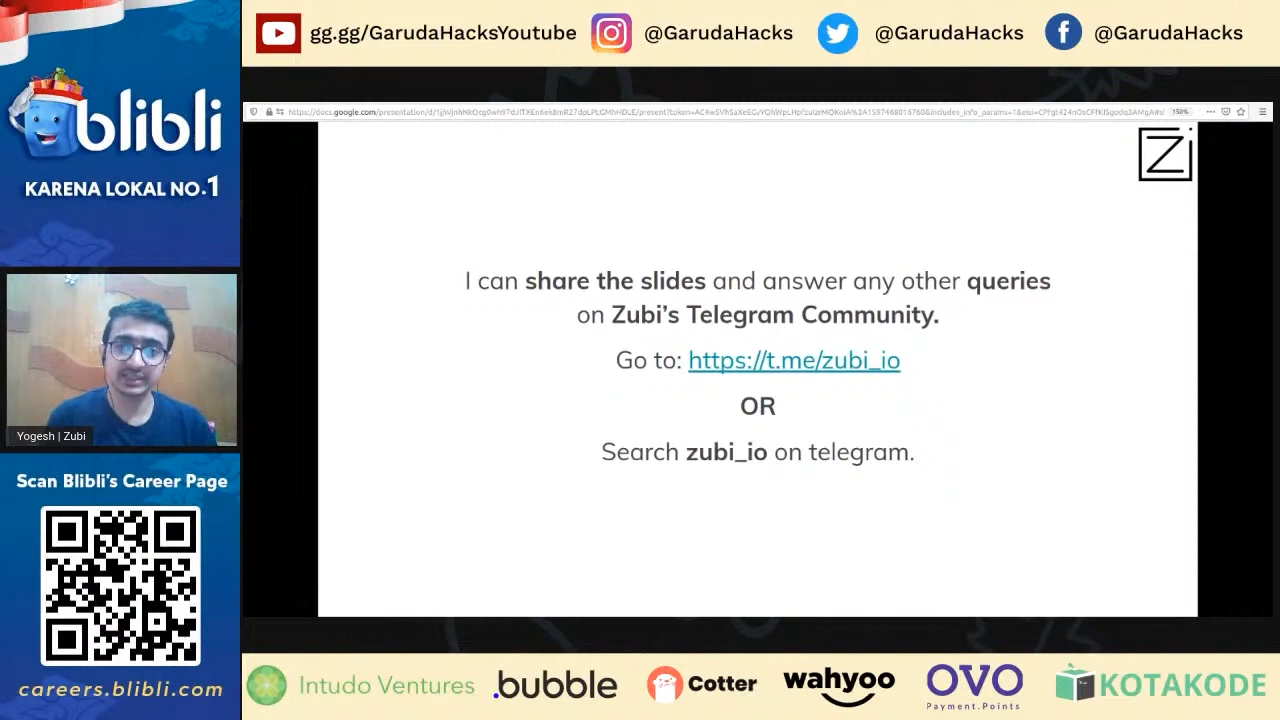 gg.gg/GarudaHacksYoutube
@GarudaHacks
@GarudaHacks
@GarudaHacks
blibli
KARENA LOKAL NO.1
150%
Zi
I can share the slides and answer any other queries
on Zubi's Telegram Community.
Go to: https://t.me/zubi_io
OR
Search zubi_io on telegram.
Yogesh | Zubi
Scan Blibli's Career Page
careers.blibli.com
Intudo Ventures
.bubble
Cotter
wahyoo
OVO
Payment.Points
KOTAKODE